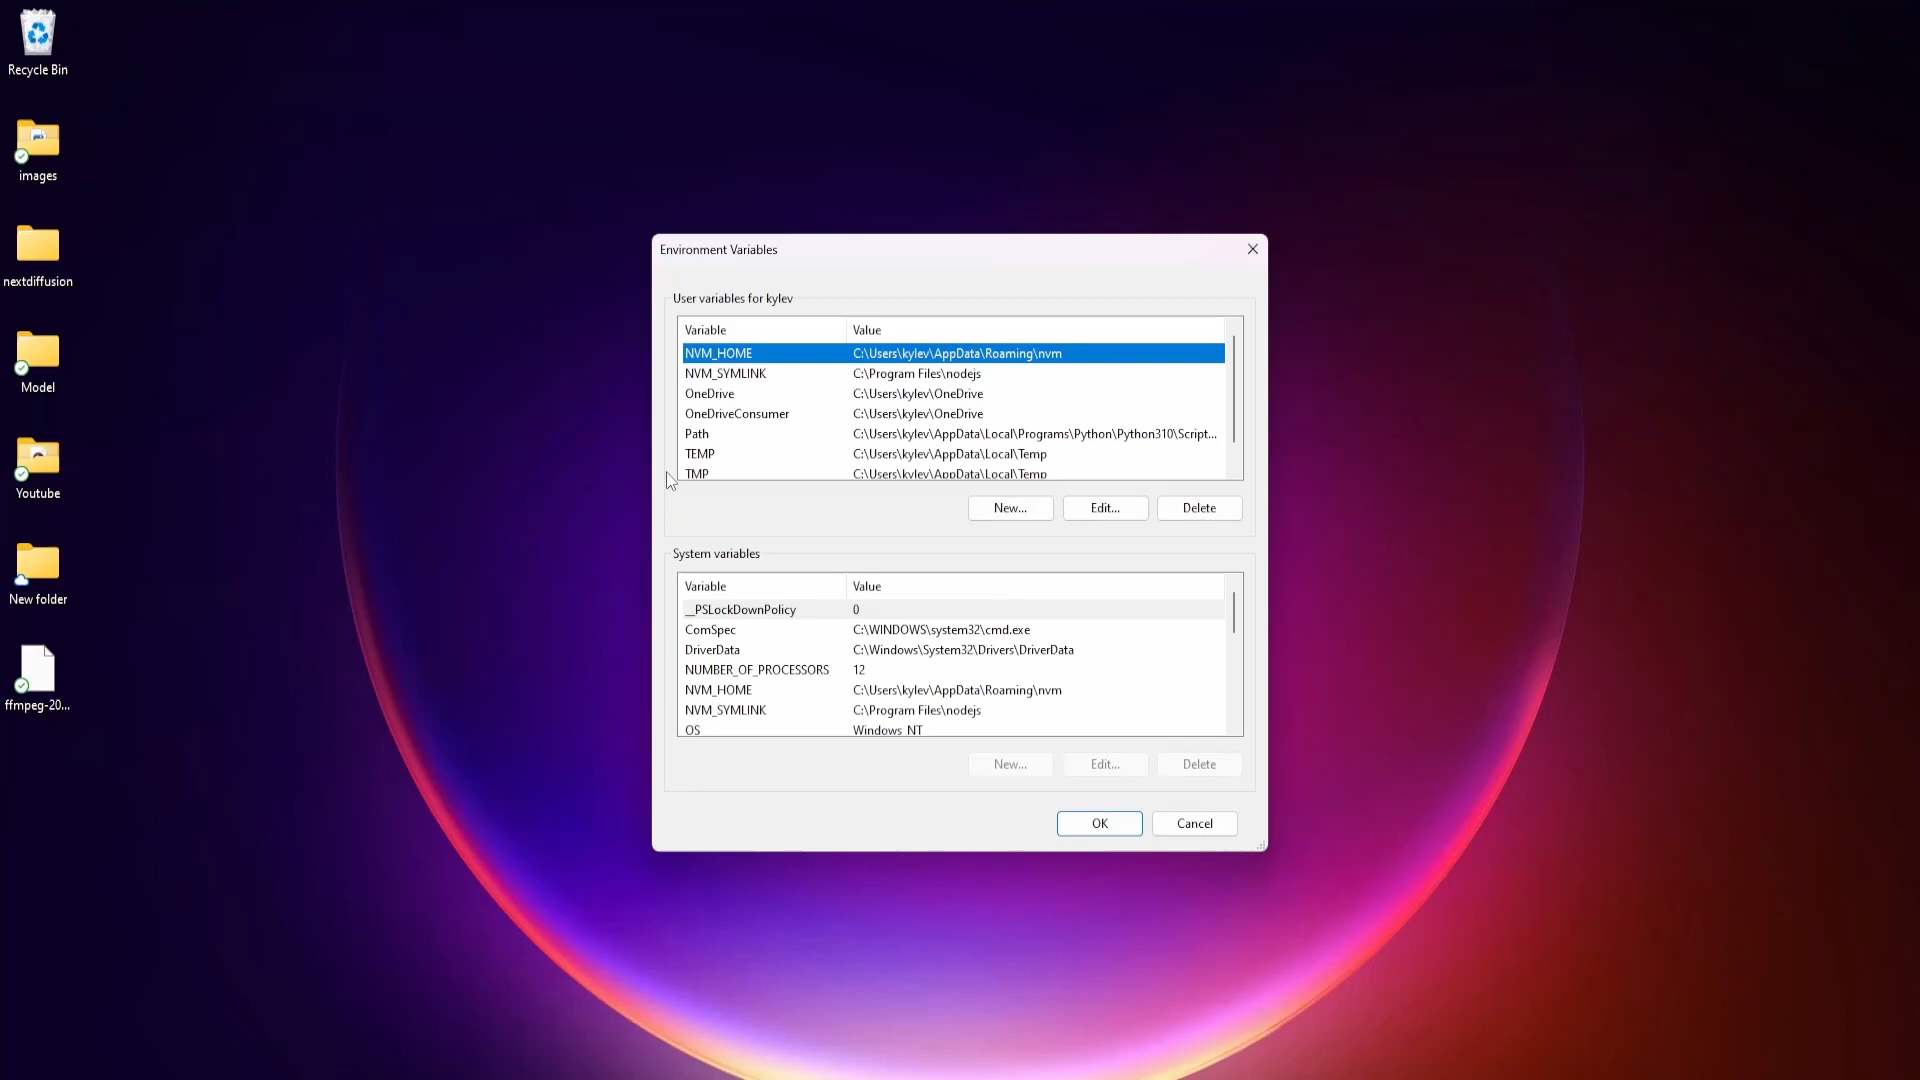 Recycle Bin
images
nextdiffusion
Model
Youtube
New folder
ffmpeg-20...
Environment Variables
User variables for kylev
Variable Value
NVM_HOME C:\Users\kylev\AppData\Roaming\nvm
NVM_SYMLINK C:\Program Files\nodejs
OneDrive C:\Users\kylev\OneDrive
OneDriveConsumer C:\Users\kylev\OneDrive
Path C:\Users\kylev\AppData\Local\Programs\Python\Python310\Script...
TEMP C:\Users\kylev\AppData\Local\Temp
TMP C:\Users\kylev\AppData\Local\Temp
New... Edit... Delete
System variables
Variable Value
__PSLockDownPolicy 0
ComSpec C:\WINDOWS\system32\cmd.exe
DriverData C:\Windows\System32\Drivers\DriverData
NUMBER_OF_PROCESSORS 12
NVM_HOME C:\Users\kylev\AppData\Roaming\nvm
NVM_SYMLINK C:\Program Files\nodejs
OS Windows_NT
New... Edit... Delete
OK Cancel